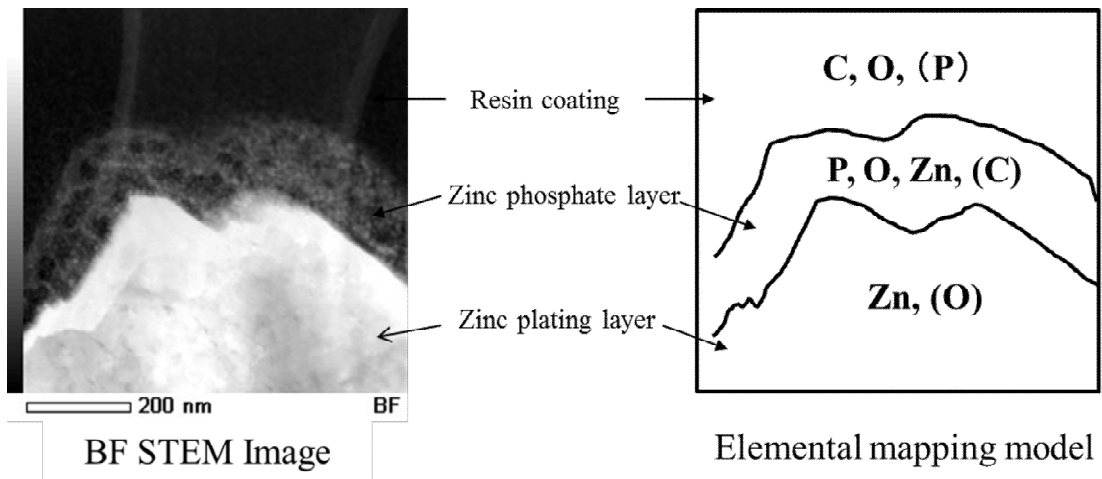 C, O, （P）
Resin coating
P, O, Zn, (C)
Zinc phosphate layer
Zn, (O)
Zinc plating layer
200 nm
BF
BF STEM Image
Elemental mapping model